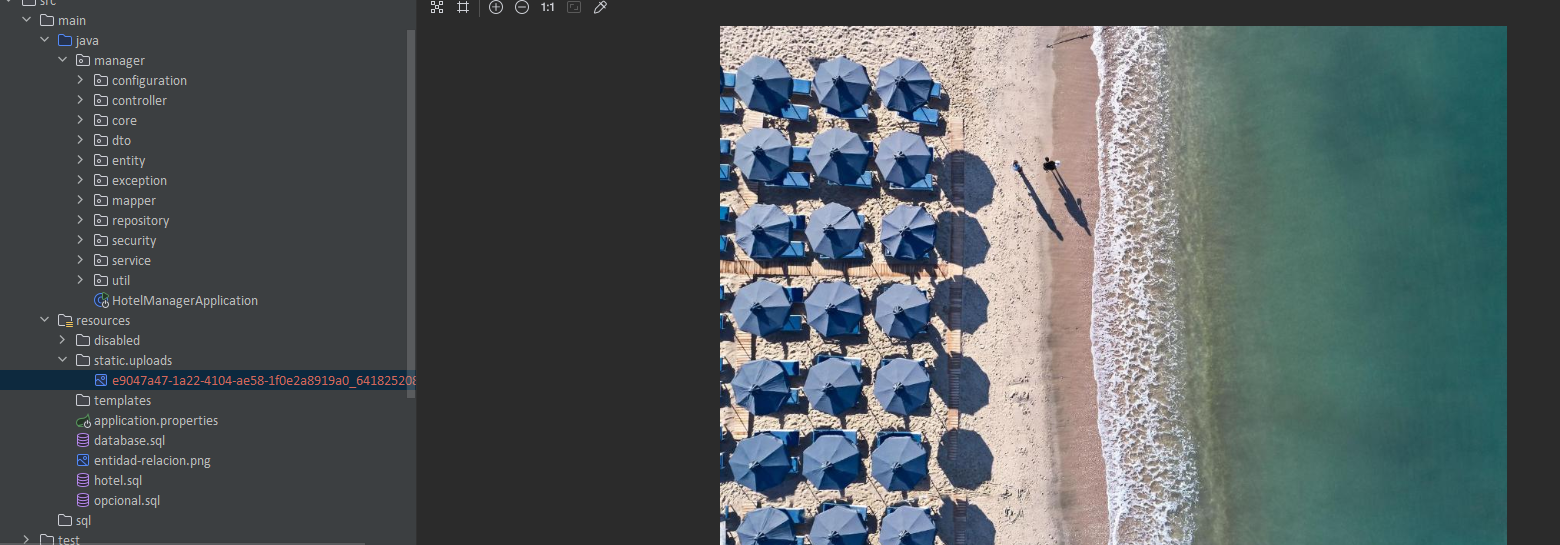 src
main
1:1
java
manager
configuration
controller
core
dto
entity
exception
mapper
repository
security
service
util
HotelManagerApplication
resources
disabled
static.uploads
e9047a47-1a22-4104-ae58-1f0e2a8919a0_641825208
templates
application.properties
database.sql
entidad-relacion.png
hotel.sql
opcional.sql
sql
test